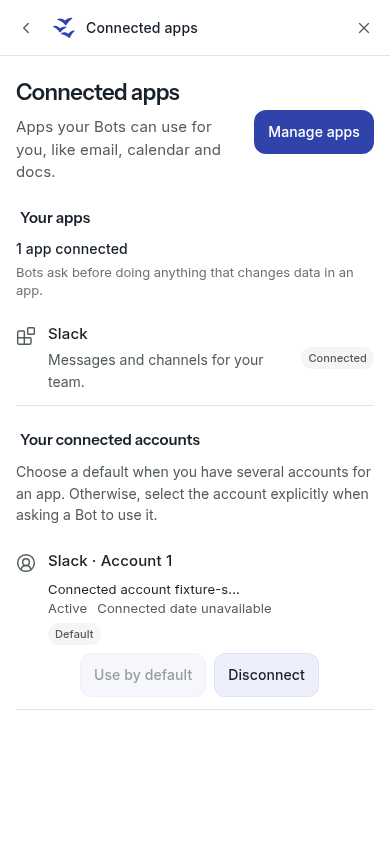 Connected apps
Connected apps
Apps your Bots can use for
you, like email, calendar and
docs.
Manage apps
Your apps
1 app connected
Bots ask before doing anything that changes data in an
app.
Slack
Messages and channels for your
team.
Connected
Your connected accounts
Choose a default when you have several accounts for
an app. Otherwise, select the account explicitly when
asking a Bot to use it.
Slack · Account 1
Connected account fixture-s...
Active Connected date unavailable
Default
Use by default
Disconnect